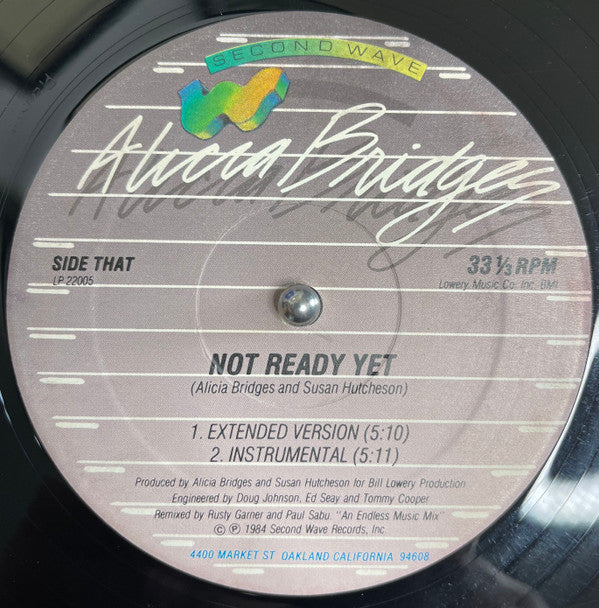 SECOND WAVE
Alicia Bridges
SIDE THAT
33 ⅓ RPM
LP 22005
Lowery Music Co. Inc. BMI
NOT READY YET
(Alicia Bridges and Susan Hutcheson)
1. EXTENDED VERSION (5:10)
2. INSTRUMENTAL (5:11)
Produced by Alicia Bridges and Susan Hutcheson for Bill Lowery Production
Engineered by Doug Johnson, Ed Seay and Tommy Cooper
Remixed by Rusty Garner and Paul Sabu. "An Endless Music Mix"
© ℗ 1984 Second Wave Records, Inc.
4400 MARKET ST OAKLAND CALIFORNIA 94608